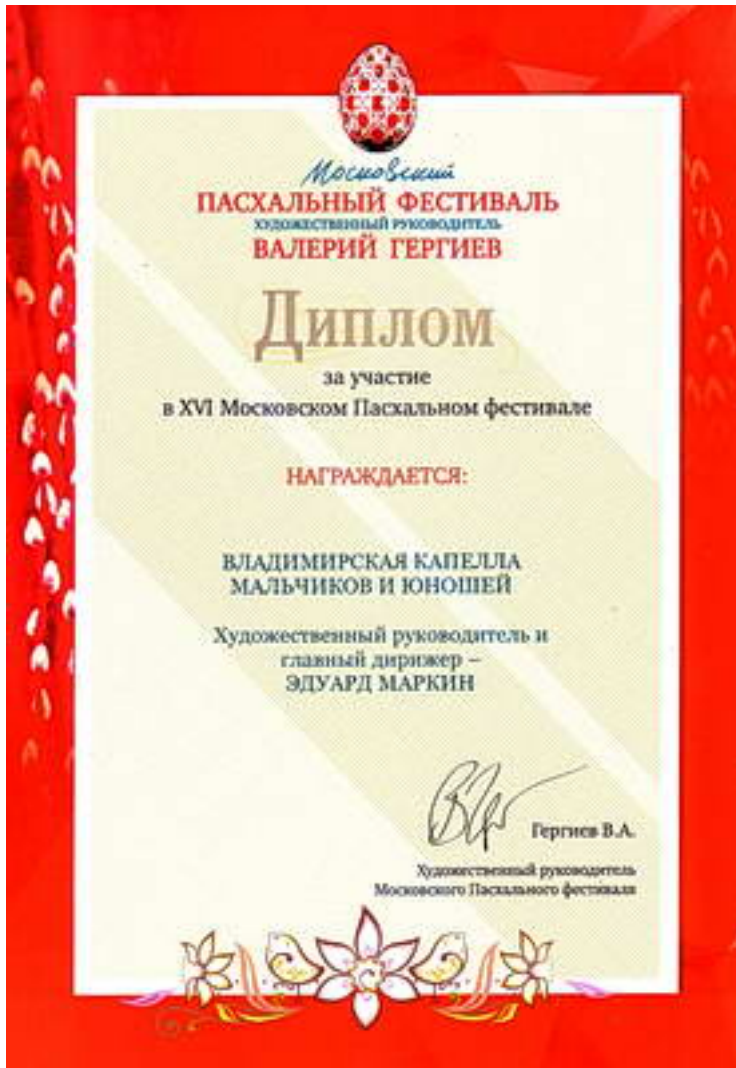 Московский
ПАСХАЛЬНЫЙ ФЕСТИВАЛЬ
ХУДОЖЕСТВЕННЫЙ РУКОВОДИТЕЛЬ
ВАЛЕРИЙ ГЕРГИЕВ
Диплом
за участие
в XVI Московском Пасхальном фестивале
НАГРАЖДАЕТСЯ:
ВЛАДИМИРСКАЯ КАПЕЛЛА
МАЛЬЧИКОВ И ЮНОШЕЙ
Художественный руководитель и
главный дирижер –
ЭДУАРД МАРКИН
Гергиев В.А.
Художественный руководитель
Московского Пасхального фестиваля